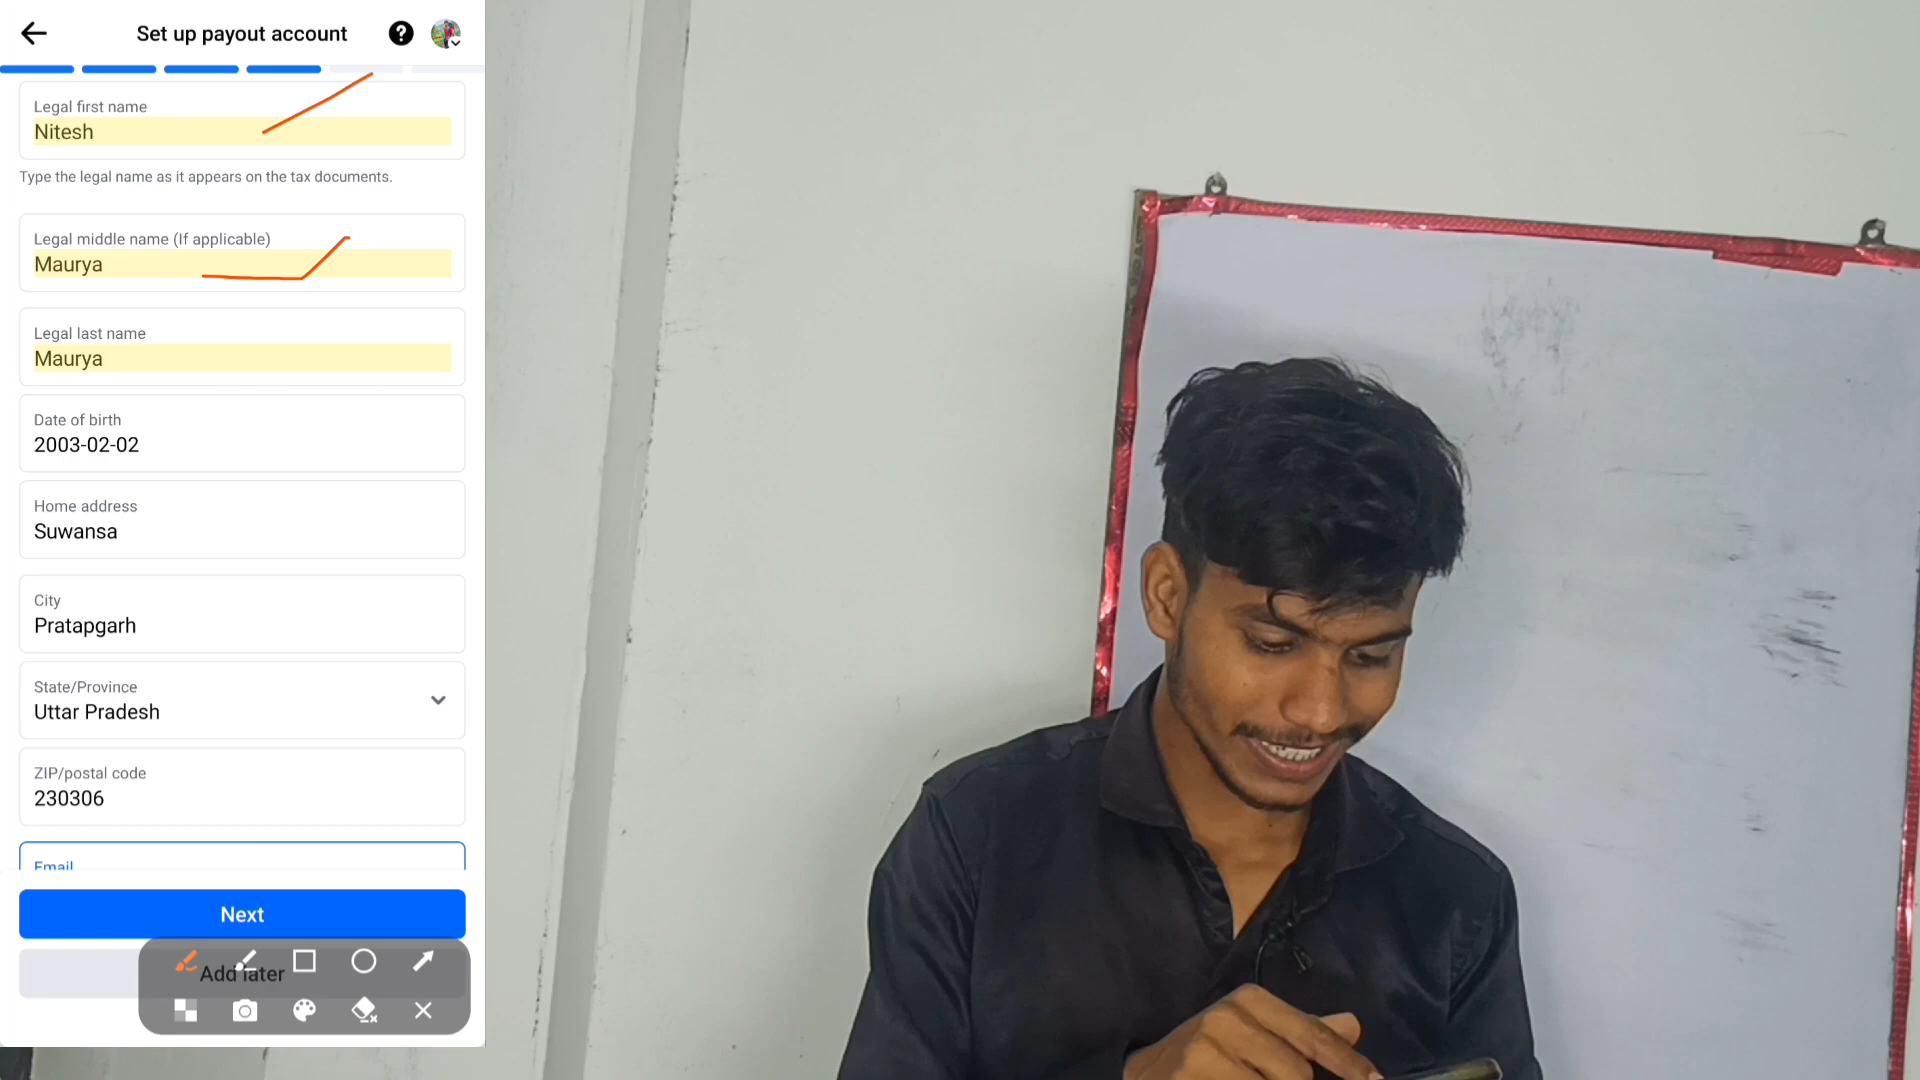 Set up payout account
Legal first name
Nitesh
Type the legal name as it appears on the tax documents.
Legal middle name (If applicable)
Maurya
Legal last name
Maurya
Date of birth
2003-02-02
Home address
Suwansa
City
Pratapgarh
State/Province
Uttar Pradesh
ZIP/postal code
230306
Email
Next
Add later